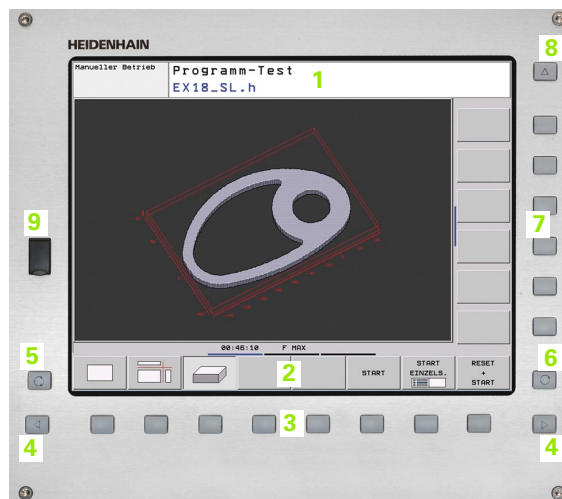 HEIDENHAIN
8
Manueller Betrieb
Programm-Test
EX18_SL.h
1
9
7
00:46:10 F MAX
5
2
START
START
EINZELS.
RESET
+
START
6
4
3
4